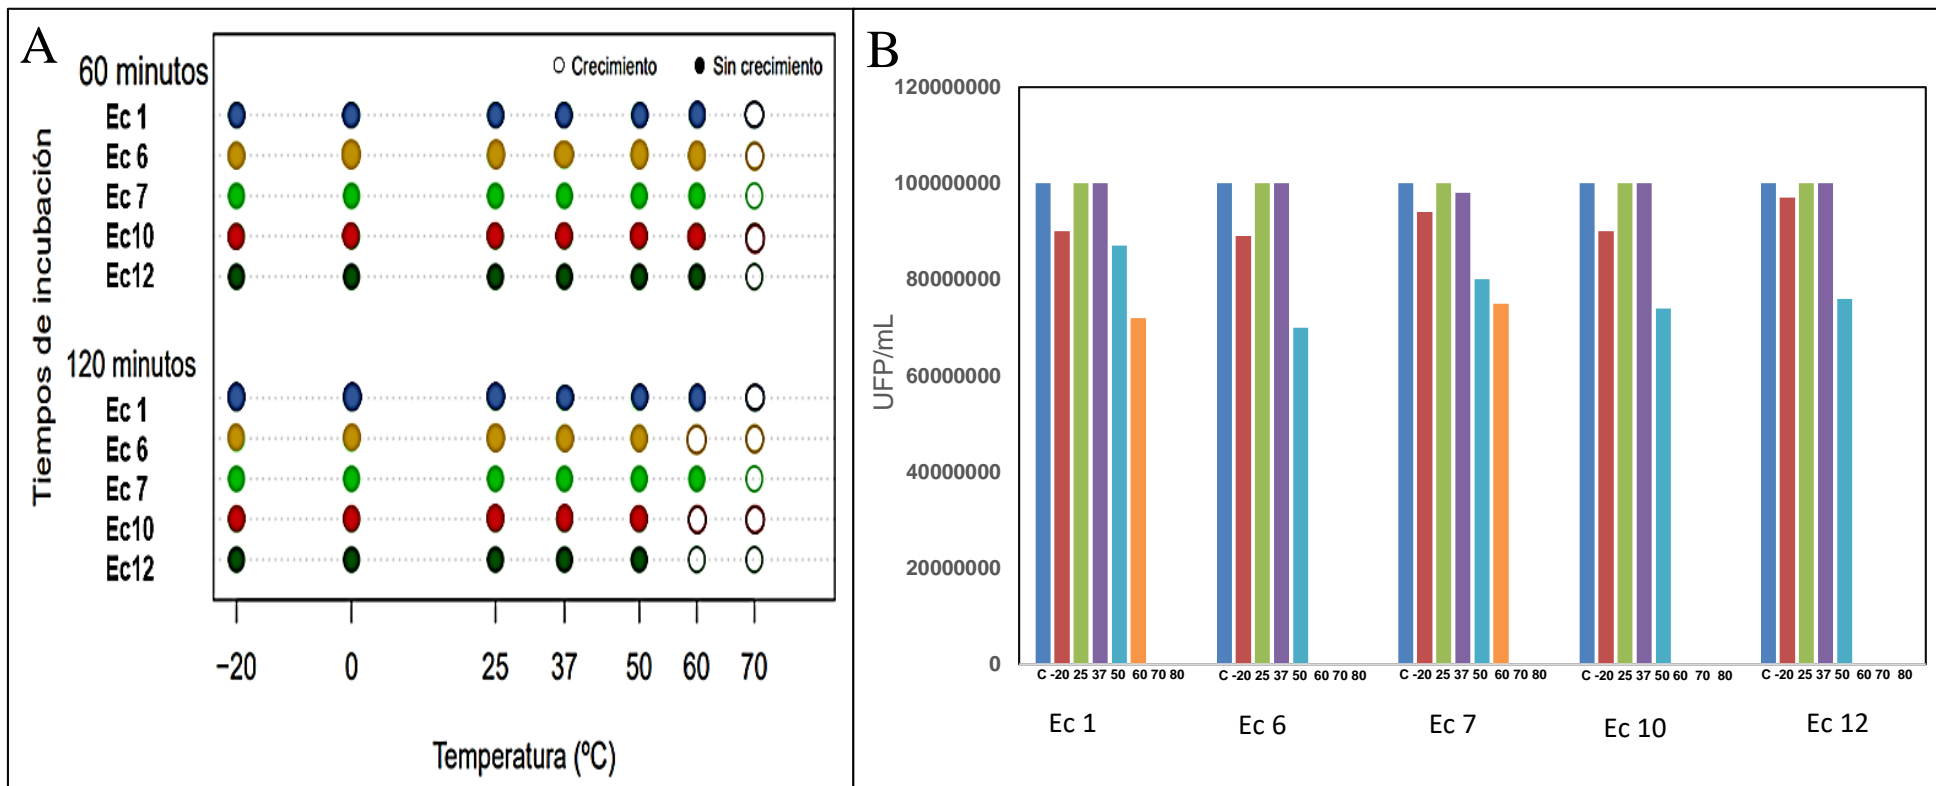 A
60 minutos
Crecimiento
Sin crecimiento
Ec 1
Ec 6
Ec 7
Ec10
Ec12
Tiempos de incubación
120 minutos
Ec 1
Ec 6
Ec 7
Ec10
Ec12
−20 0 25 37 50 60 70
Temperatura (ºC)
B
120000000
100000000
80000000
60000000
40000000
20000000
0
UFP/mL
C -20 25 37 50 60 70 80
C -20 25 37 50 60 70 80
C -20 25 37 50 60 70 80
C -20 25 37 50 60 70 80
C -20 25 37 50 60 70 80
Ec 1
Ec 6
Ec 7
Ec 10
Ec 12